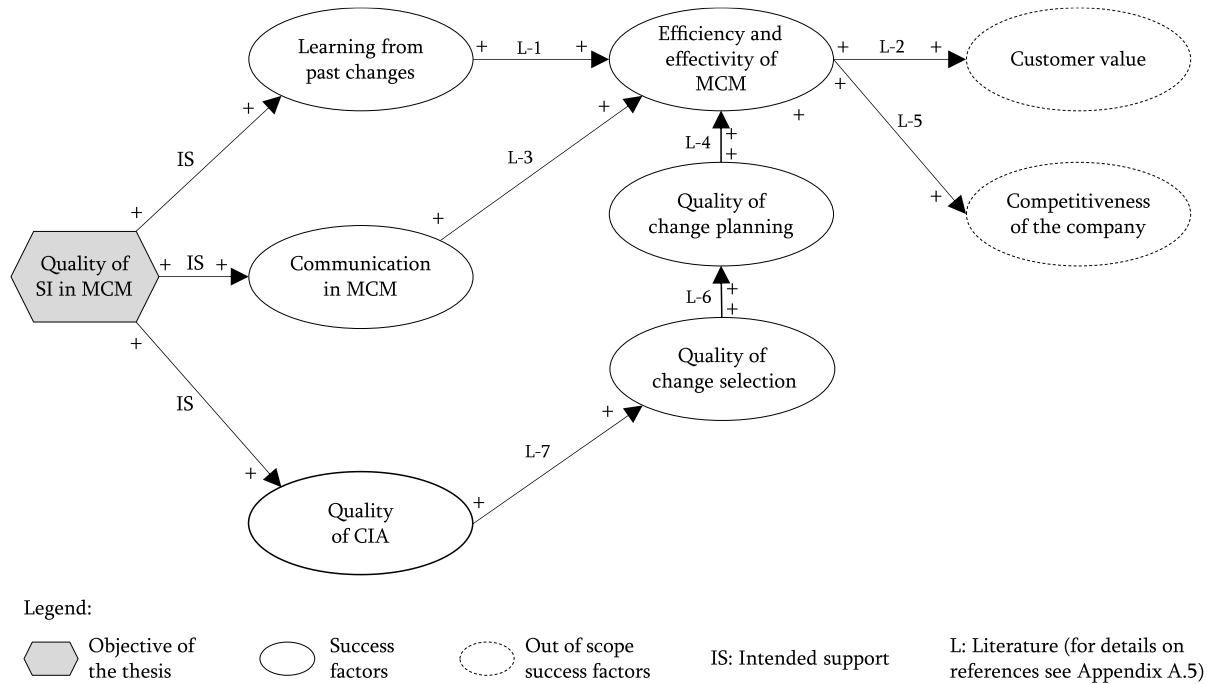 Learning from
past changes
+ L-1 +
Efficiency and
effectivity of
MCM
+ L-2 +
Customer value
+
+
L-5
+
Competitiveness
of the company
+
IS
+
+
L-3
+
L-4
+
+
+
Quality of
change planning
Quality of
SI in MCM
+ IS +
Communication
in MCM
L-6
+
+
Quality of
change selection
+
IS
+
+
L-7
+
Quality
of CIA
Legend:
Objective of
the thesis
Success
factors
Out of scope
success factors
IS: Intended support
L: Literature (for details on
references see Appendix A.5)